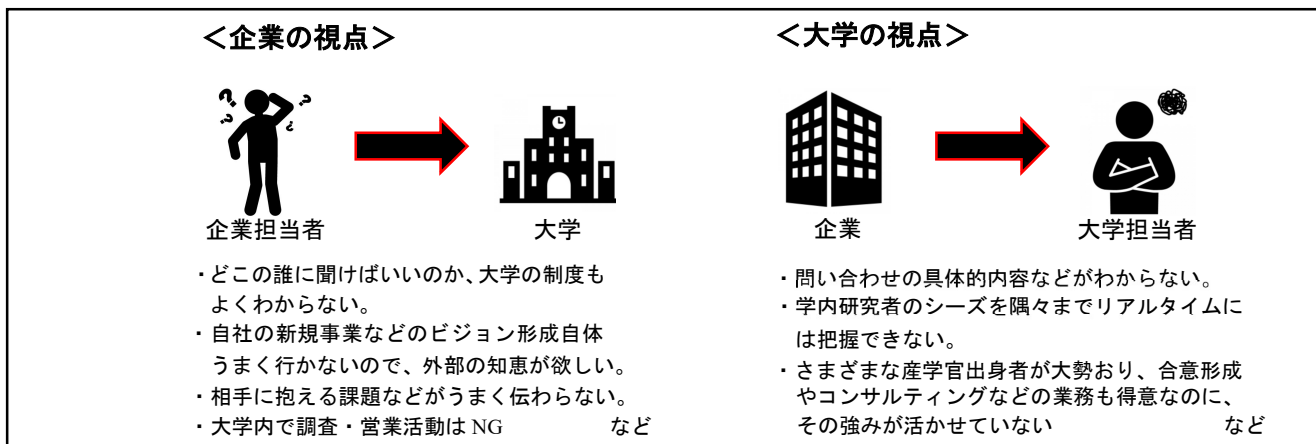 ＜企業の視点＞
企業担当者
大学
・どこの誰に聞けばいいのか、大学の制度も
よくわからない。
・自社の新規事業などのビジョン形成自体
うまく行かないので、外部の知恵が欲しい。
・相手に抱える課題などがうまく伝わらない。
・大学内で調査・営業活動は NG など
＜大学の視点＞
企業
大学担当者
・問い合わせの具体的内容などがわからない。
・学内研究者のシーズを隅々までリアルタイムに
は把握できない。
・さまざまな産学官出身者が大勢おり、合意形成
やコンサルティングなどの業務も得意なのに、
その強みが活かせていない など